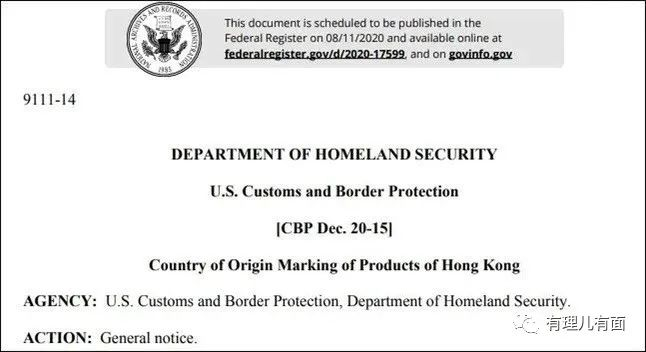 This document is scheduled to be published in the
Federal Register on 08/11/2020 and available online at
federalregister.gov/d/2020-17599, and on govinfo.gov
9111-14
DEPARTMENT OF HOMELAND SECURITY
U.S. Customs and Border Protection
[CBP Dec. 20-15]
Country of Origin Marking of Products of Hong Kong
AGENCY: U.S. Customs and Border Protection, Department of Homeland Security.
ACTION: General notice.
有理儿有面
NATIONAL ARCHIVES AND RECORDS ADMINISTRATION
1985